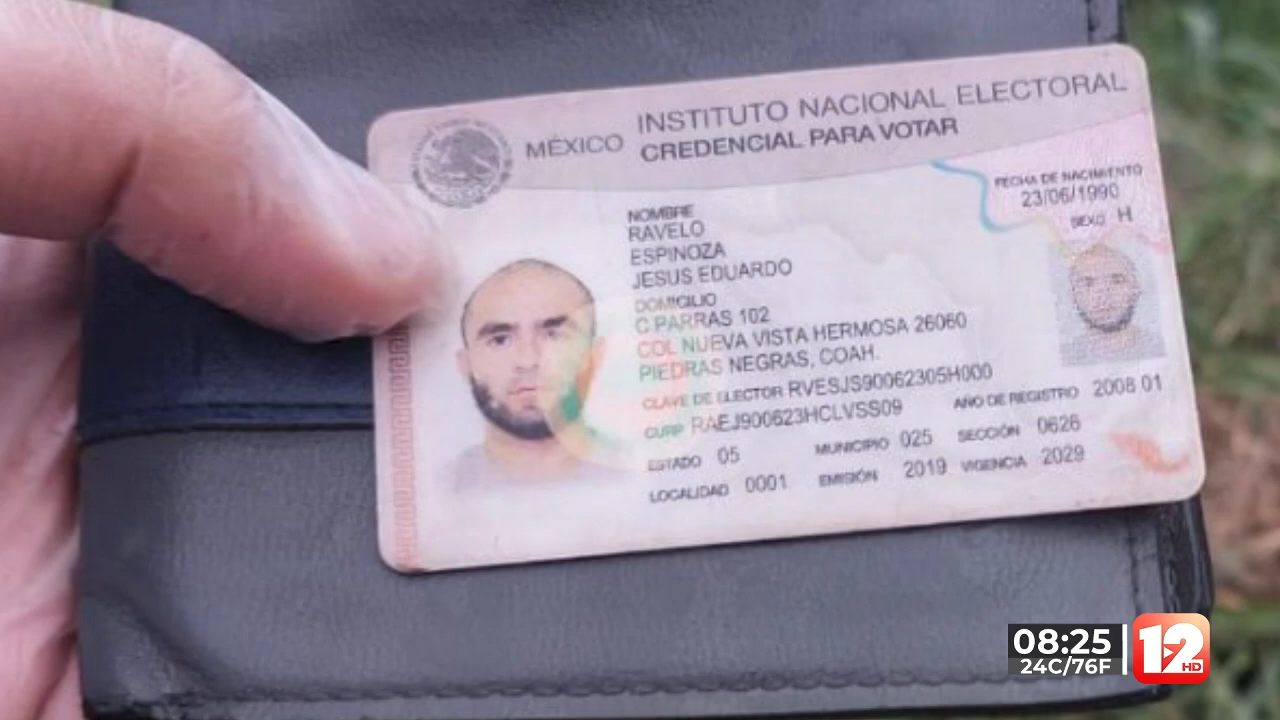 MÉXICO
INSTITUTO NACIONAL ELECTORAL
CREDENCIAL PARA VOTAR
FECHA DE NACIMIENTO
23/06/1990
SEXO H
NOMBRE
RAVELO
ESPINOZA
JESUS EDUARDO
DOMICILIO
C PARRAS 102
COL NUEVA VISTA HERMOSA 26060
PIEDRAS NEGRAS, COAH.
CLAVE DE ELECTOR RVESJS90062305H000
CURP RAEJ900623HCLVSS09 AÑO DE REGISTRO 2008 01
ESTADO 05 MUNICIPIO 025 SECCIÓN 0626
LOCALIDAD 0001 EMISIÓN 2019 VIGENCIA 2029
08:25
24C/76F
12
HD